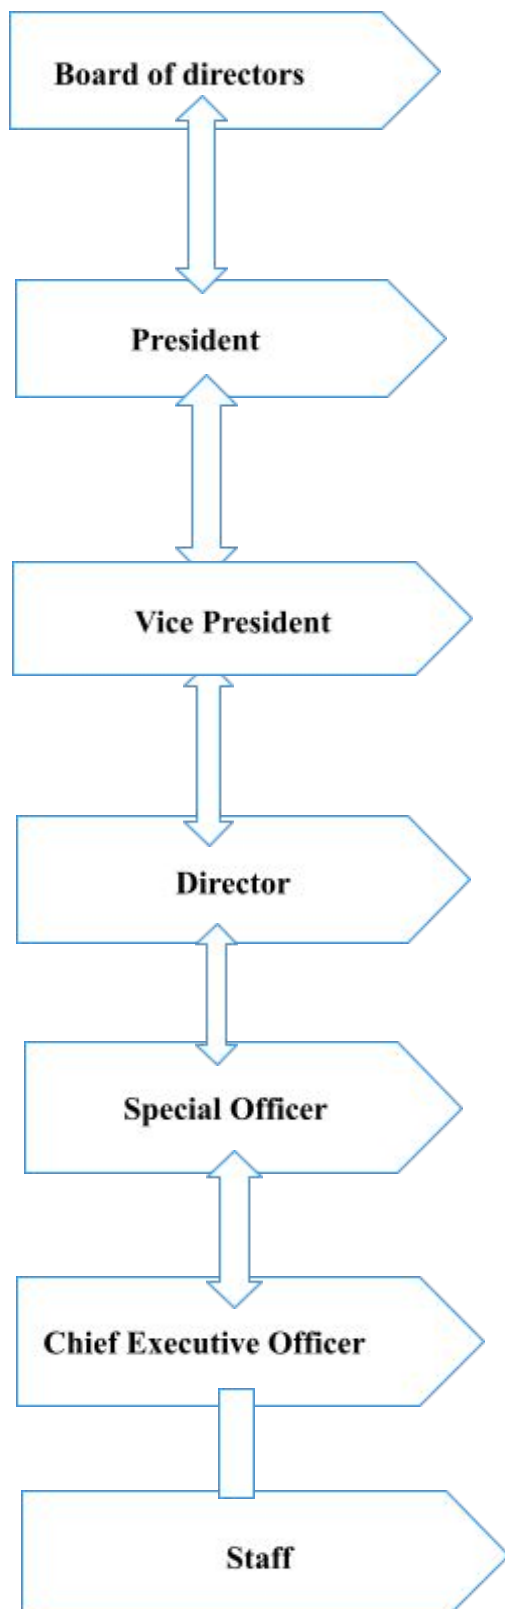 Board of directors
President
Vice President
Director
Special Officer
Chief Executive Officer
Staff